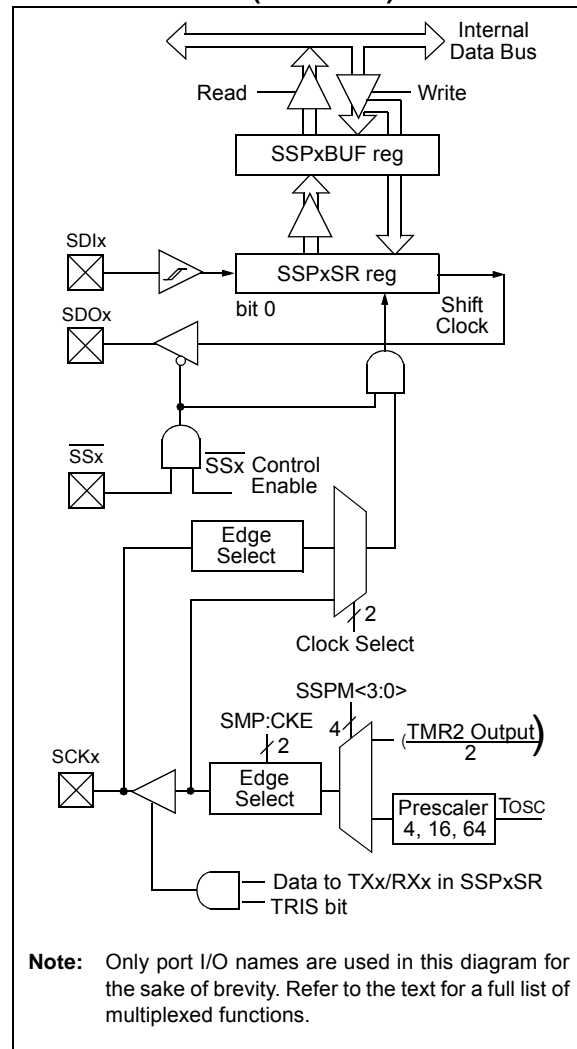 Internal
Data Bus
Read
Write
SSPxBUF reg
SDIx
SSPxSR reg
bit 0
Shift
Clock
SDOx
SSx
SSx Control
Enable
Edge
Select
2
Clock Select
SSPM<3:0>
SMP:CKE
4
2
(TMR2 Output)
2
SCKx
Edge
Select
Prescaler
4, 16, 64
TOSC
Data to TXx/RXx in SSPxSR
TRIS bit
Note: Only port I/O names are used in this diagram for
the sake of brevity. Refer to the text for a full list of
multiplexed functions.